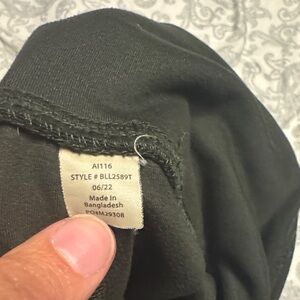 AI116
STYLE # BLL2589T
06/22
Made In
Bangladesh
PO#M29308